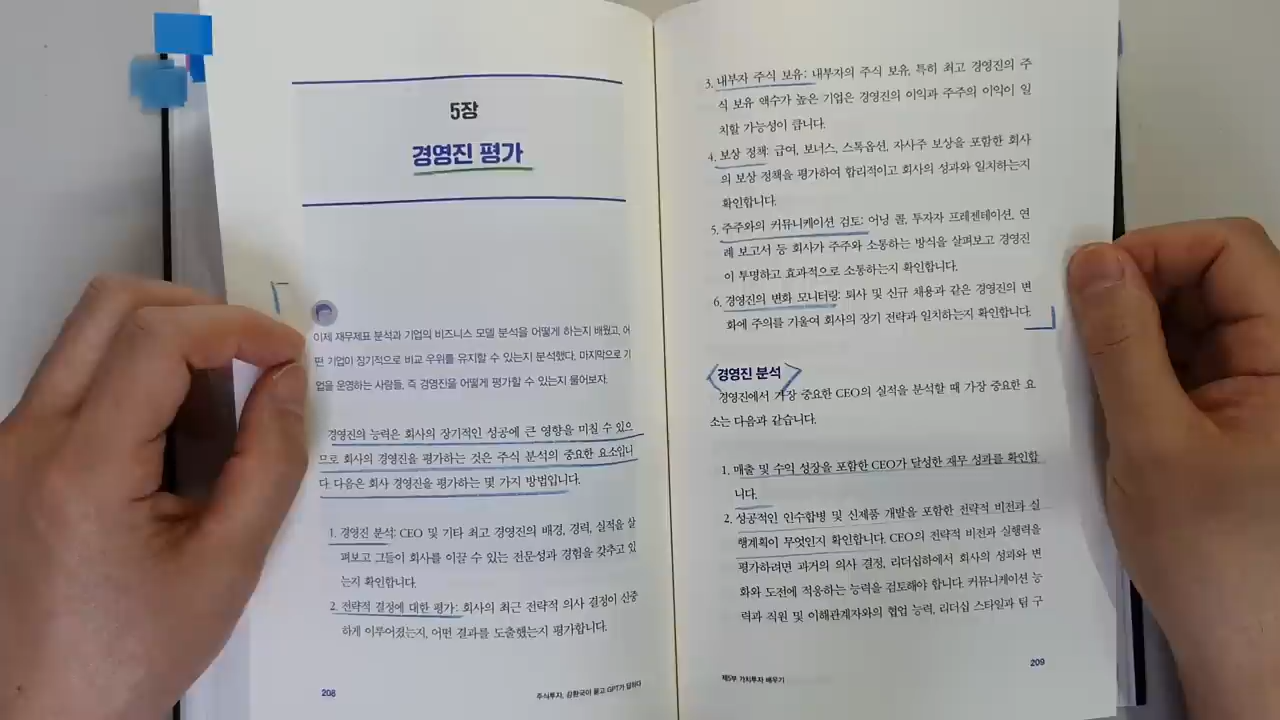 5장
경영진 평가
이제 재무제표 분석과 기업의 비즈니스 모델 분석을 어떻게 하는지 배웠고, 어
떤 기업이 장기적으로 비교 우위를 유지할 수 있는지 분석했다. 마지막으로 기
업을 운영하는 사람들, 즉 경영진을 어떻게 평가할 수 있는지 물어보자.
경영진의 능력은 회사의 장기적인 성공에 큰 영향을 미칠 수 있으
므로 회사의 경영진을 평가하는 것은 주식 분석의 중요한 요소입니
다. 다음은 회사 경영진을 평가하는 몇 가지 방법입니다.
1. 경영진 분석: CEO 및 기타 최고 경영진의 배경, 경력, 실적을 살
펴보고 그들이 회사를 이끌 수 있는 전문성과 경험을 갖추고 있
는지 확인합니다.
2. 전략적 결정에 대한 평가: 회사의 최근 전략적 의사 결정이 신중
하게 이루어졌는지, 어떤 결과를 도출했는지 평가합니다.
208
주식투자, 강환국이 묻고 GPT가 답하다
3. 내부자 주식 보유: 내부자의 주식 보유, 특히 최고 경영진의 주
식 보유 액수가 높은 기업은 경영진의 이익과 주주의 이익이 일
치할 가능성이 큽니다.
4. 보상 정책: 급여, 보너스, 스톡옵션, 자사주 보상을 포함한 회사
의 보상 정책을 평가하여 합리적이고 회사의 성과와 일치하는지
확인합니다.
5. 주주와의 커뮤니케이션 검토: 어닝 콜, 투자자 프레젠테이션, 연
례 보고서 등 회사가 주주와 소통하는 방식을 살펴보고 경영진
이 투명하고 효과적으로 소통하는지 확인합니다.
6. 경영진의 변화 모니터링: 퇴사 및 신규 채용과 같은 경영진의 변
화에 주의를 기울여 회사의 장기 전략과 일치하는지 확인합니다.
경영진 분석
경영진에서 가장 중요한 CEO의 실적을 분석할 때 가장 중요한 요
소는 다음과 같습니다.
1. 매출 및 수익 성장을 포함한 CEO가 달성한 재무 성과를 확인합
니다.
2. 성공적인 인수합병 및 신제품 개발을 포함한 전략적 비전과 실
행계획이 무엇인지 확인합니다. CEO의 전략적 비전과 실행력을
평가하려면 과거의 의사 결정, 리더십하에서 회사의 성과와 변
화와 도전에 적응하는 능력을 검토해야 합니다. 커뮤니케이션 능
력과 직원 및 이해관계자와의 협업 능력, 리더십 스타일과 팀 구
제5부 가치투자 배우기
209